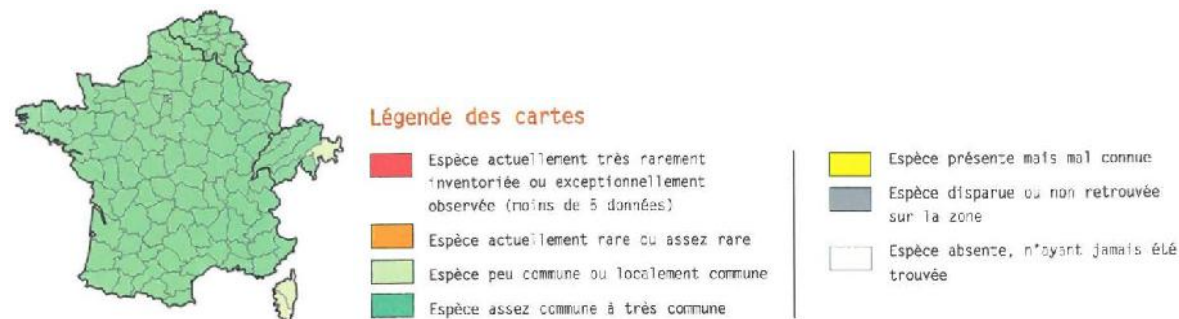 Légende des cartes
Espèce actuellement très rarement
inventoriée ou exceptionnellement
observée (moins de 5 données)
Espèce actuellement rare ou assez rare
Espèce peu commune ou localement commune
Espèce assez commune à très commune
Espèce présente mais mal connue
Espèce disparue ou non retrouvée
sur la zone
Espèce absente, n'ayant jamais été
trouvée